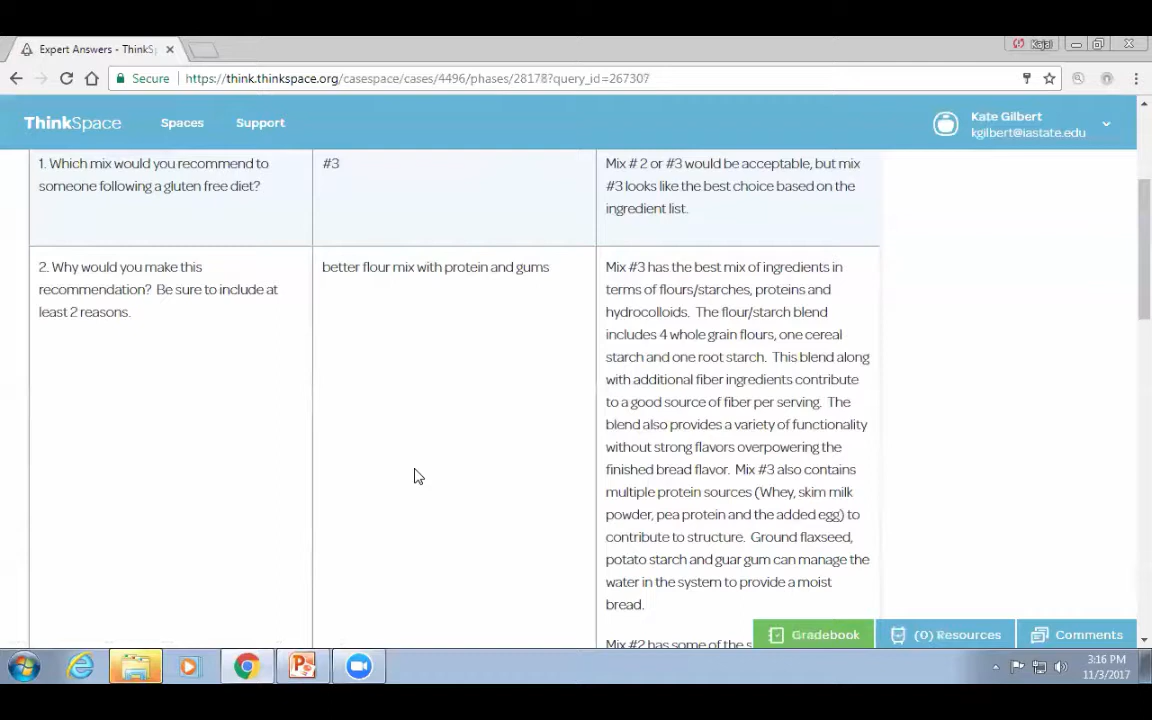 Expert Answers - ThinkSp
Kajal
Secure
https://think.thinkspace.org/casespace/cases/4496/phases/28178?query_id=267307
ThinkSpace
Spaces
Support
Kate Gilbert
kgilbert@iastate.edu
1. Which mix would you recommend to
someone following a gluten free diet?
#3
Mix # 2 or #3 would be acceptable, but mix
#3 looks like the best choice based on the
ingredient list.
2. Why would you make this
recommendation? Be sure to include at
least 2 reasons.
better flour mix with protein and gums
Mix #3 has the best mix of ingredients in
terms of flours/starches, proteins and
hydrocolloids. The flour/starch blend
includes 4 whole grain flours, one cereal
starch and one root starch. This blend along
with additional fiber ingredients contribute
to a good source of fiber per serving. The
blend also provides a variety of functionality
without strong flavors overpowering the
finished bread flavor. Mix #3 also contains
multiple protein sources (Whey, skim milk
powder, pea protein and the added egg) to
contribute to structure. Ground flaxseed,
potato starch and guar gum can manage the
water in the system to provide a moist
bread.
Mix #2 has some of the s
Gradebook
(0) Resources
Comments
3:16 PM
11/3/2017